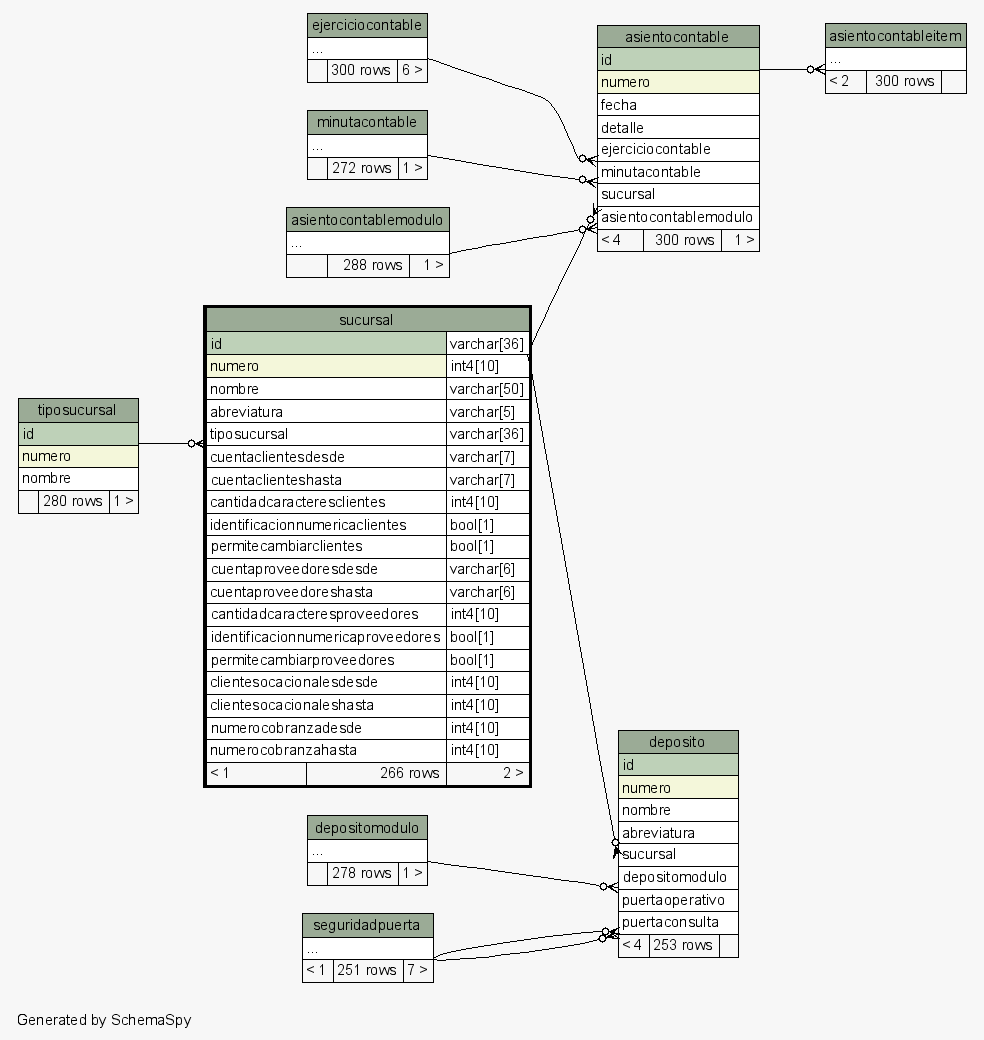 ejerciciocontable
...
300 rows 6 >
minutacontable
...
272 rows 1 >
asientocontablemodulo
...
288 rows 1 >
asientocontable
id
numero
fecha
detalle
ejerciciocontable
minutacontable
sucursal
asientocontablemodulo
< 4 300 rows 1 >
asientocontableitem
...
< 2 300 rows
tiposucursal
id
numero
nombre
280 rows 1 >
sucursal
id varchar[36]
numero int4[10]
nombre varchar[50]
abreviatura varchar[5]
tiposucursal varchar[36]
cuentaclientesdesde varchar[7]
cuentaclienteshasta varchar[7]
cantidadcaracteresclientes int4[10]
identificacionnumericaclientes bool[1]
permitecambiarclientes bool[1]
cuentaproveedoresdesde varchar[6]
cuentaproveedoreshasta varchar[6]
cantidadcaracteresproveedores int4[10]
identificacionnumericaproveedores bool[1]
permitecambiarproveedores bool[1]
clientesocacionalesdesde int4[10]
clientesocacionaleshasta int4[10]
numerocobranzadesde int4[10]
numerocobranzahasta int4[10]
< 1 266 rows 2 >
deposito
id
numero
nombre
abreviatura
sucursal
depositomodulo
puertaoperativo
puertaconsulta
< 4 253 rows
depositomodulo
...
278 rows 1 >
seguridadpuerta
...
< 1 251 rows 7 >
Generated by SchemaSpy